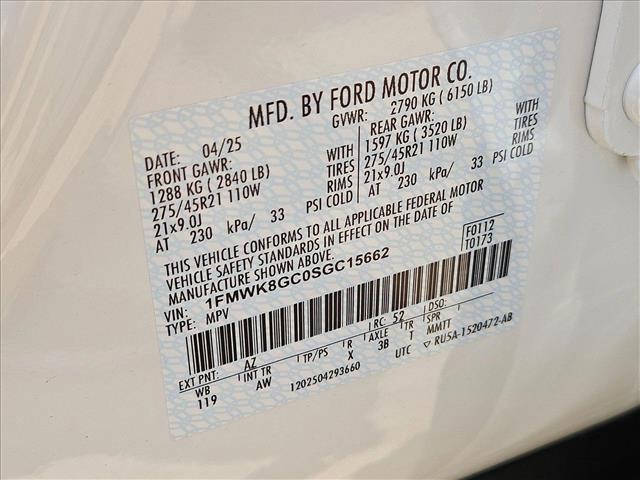 MFD. BY FORD MOTOR CO.
DATE: 04/25 GVWR: 2790 KG (6150 LB)
FRONT GAWR: REAR GAWR:
1288 KG (2840 LB) WITH 1597 KG (3520 LB) WITH
275/45R21 110W TIRES 275/45R21 110W TIRES
21x9.0J RIMS 21x9.0J RIMS
AT 230 kPa/ 33 PSI COLD AT 230 kPa/ 33 PSI COLD
THIS VEHICLE CONFORMS TO ALL APPLICABLE FEDERAL MOTOR
VEHICLE SAFETY STANDARDS IN EFFECT ON THE DATE OF
MANUFACTURE SHOWN ABOVE.
VIN: 1FMWK8GC0SGC15662 F0112
TYPE: MPV T0173
EXT PNT: AZ RC: 52 DSO:
WB INT TR TP/PS R AXLE TR SPR
119 AW X 3B T MMTT
1202504293660 UTC ▽ RU5A-1520472-AB